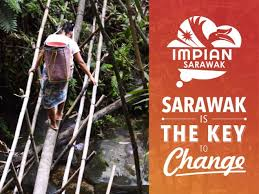 IMPIAN
SARAWAK
SARAWAK
IS
THE KEY
TO
Change